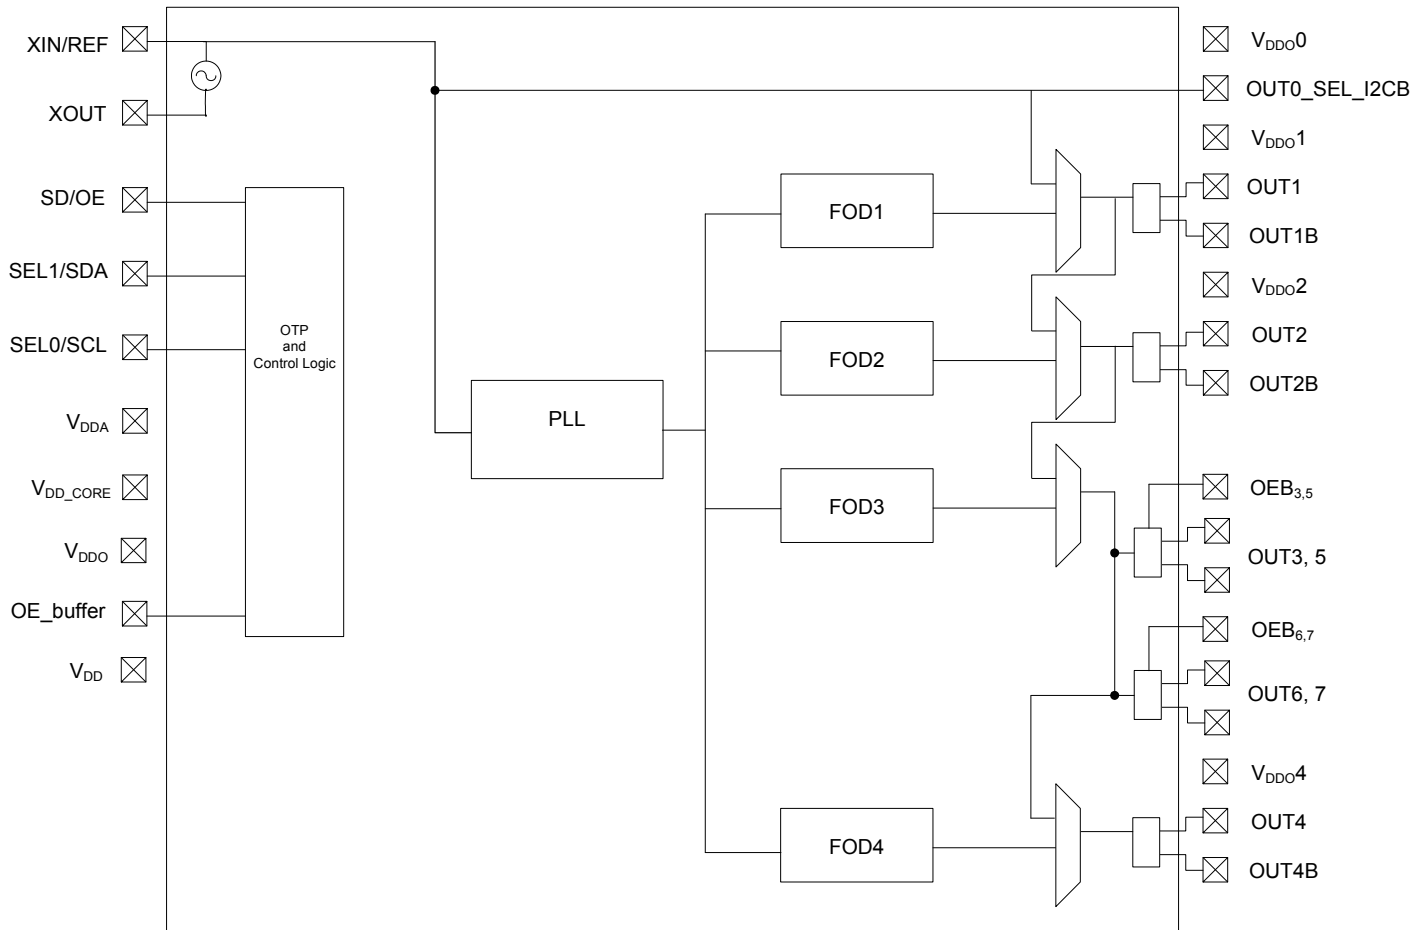 XIN/REF
XOUT
SD/OE
SEL1/SDA
SEL0/SCL
VDDA
VDD_CORE
VDDO
OE_buffer
VDD
OTP
and
Control Logic
PLL
FOD1
FOD2
FOD3
FOD4
VDDO0
OUT0_SEL_I2CB
VDDO1
OUT1
OUT1B
VDDO2
OUT2
OUT2B
OEB3,5
OUT3, 5
OEB6,7
OUT6, 7
VDDO4
OUT4
OUT4B